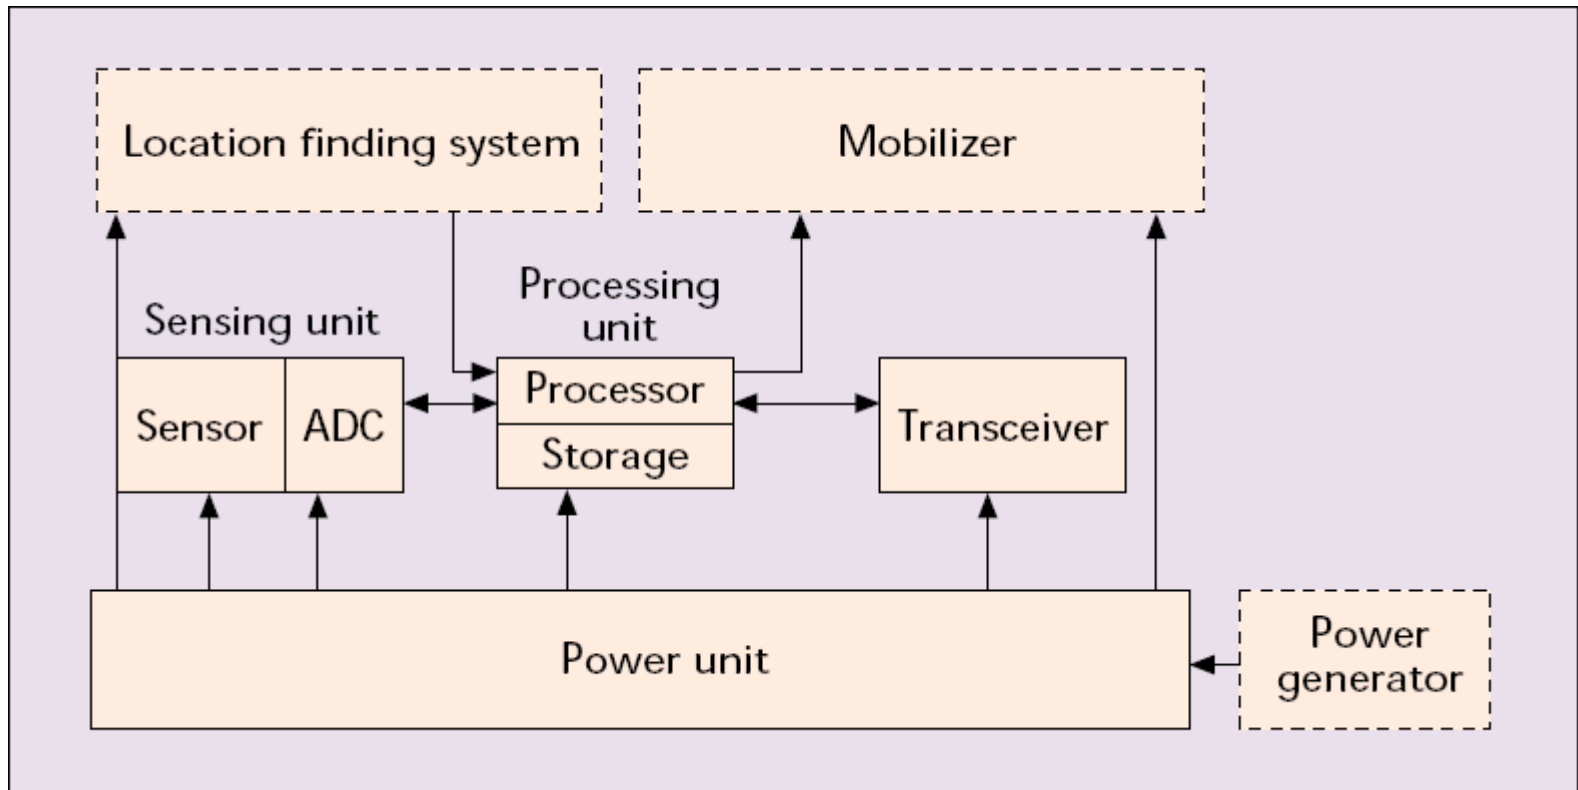 Location finding system
Mobilizer
Processing
unit
Sensing unit
Sensor
ADC
Processor
Storage
Transceiver
Power unit
Power
generator